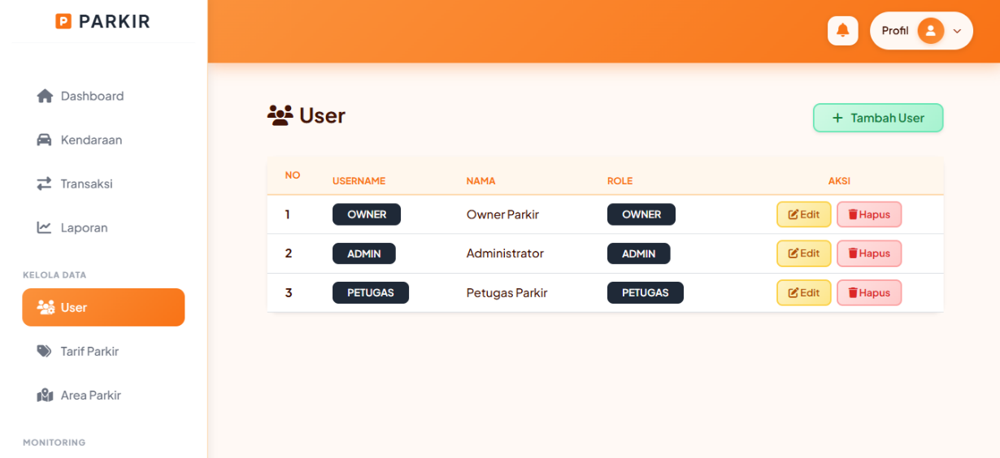 P PARKIR
Profil
Dashboard
Kendaraan
Transaksi
Laporan
KELOLA DATA
User
Tarif Parkir
Area Parkir
MONITORING
User
+ Tambah User
NO USERNAME NAMA ROLE AKSI
1 OWNER Owner Parkir OWNER Edit Hapus
2 ADMIN Administrator ADMIN Edit Hapus
3 PETUGAS Petugas Parkir PETUGAS Edit Hapus